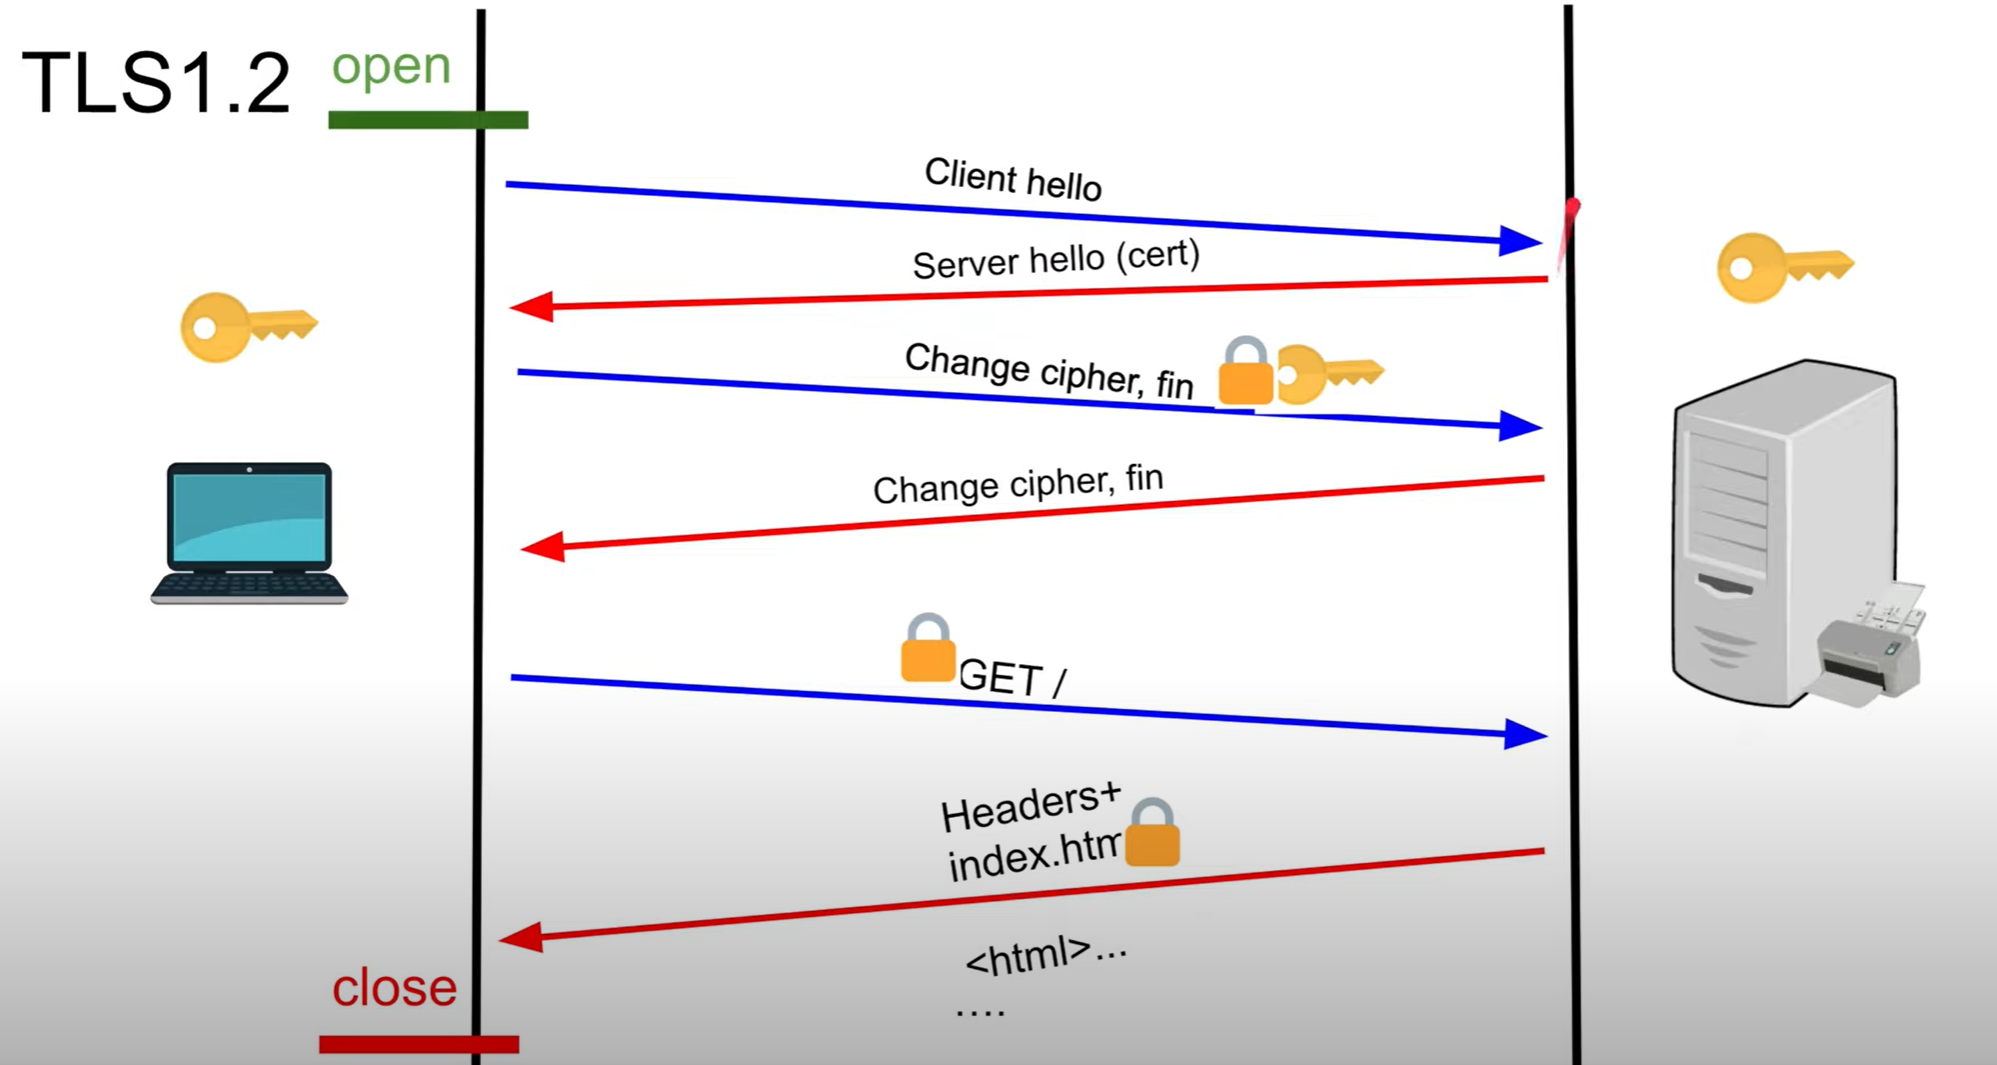 TLS1.2
open
Client hello
Server hello (cert)
Change cipher, fin
Change cipher, fin
GET /
Headers+
index.htm
<html>...
....
close